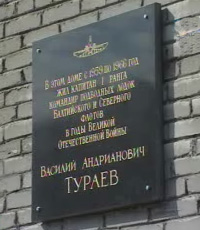 В этом доме с 1959 по 1960 год
жил капитан 1 ранга
командир подводных лодок
Балтийского и Северного
флотов
в годы Великой
Отечественной Войны
Василий Андрианович
Тураев